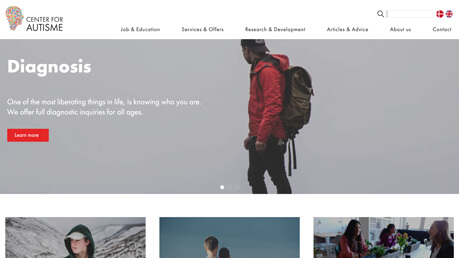 CENTER FOR
AUTISME
Job & Education
Services & Offers
Research & Development
Articles & Advice
About us
Contact
Diagnosis
One of the most liberating things in life, is knowing who you are.
We offer full diagnostic inquiries for all ages.
Learn more